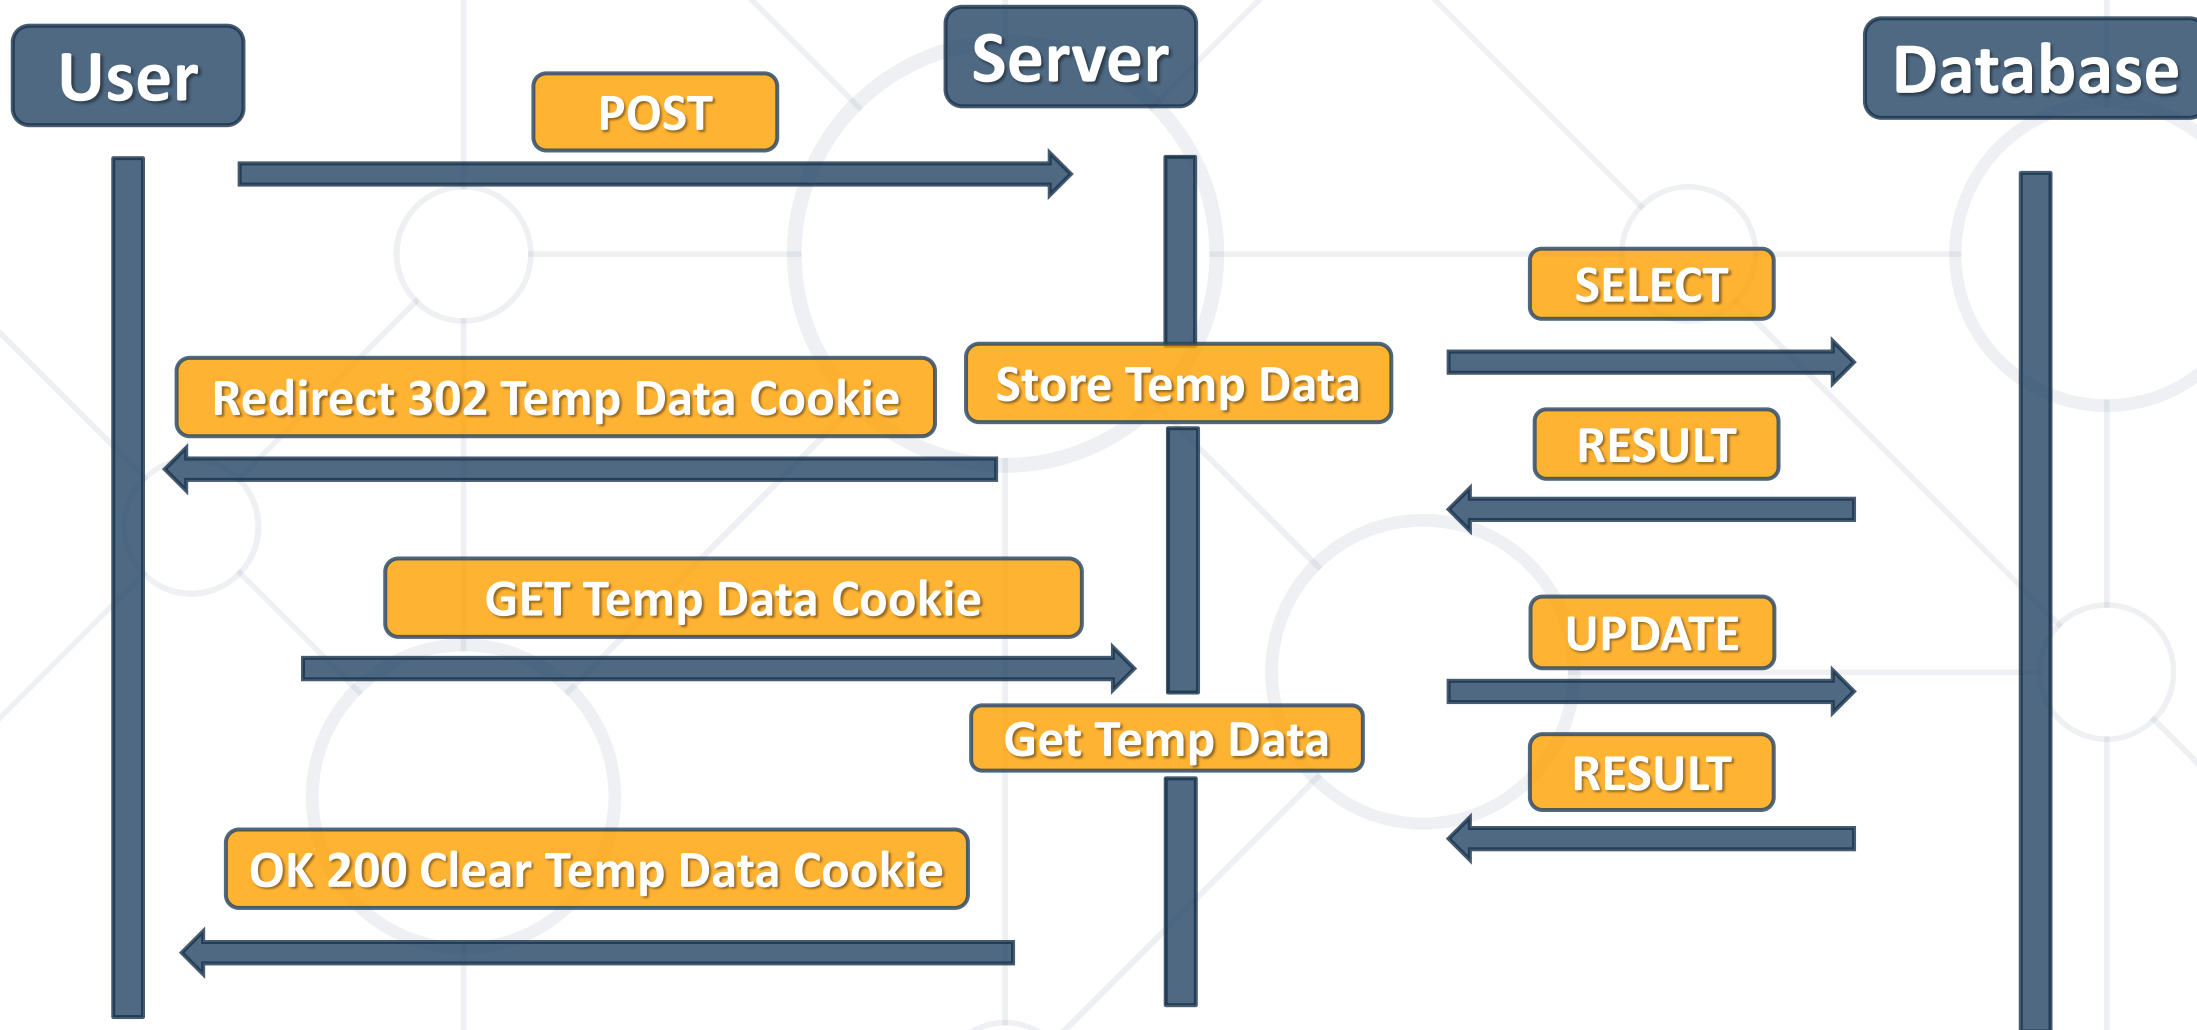 User
Server
Database
POST
SELECT
Store Temp Data
Redirect 302 Temp Data Cookie
RESULT
GET Temp Data Cookie
UPDATE
Get Temp Data
RESULT
OK 200 Clear Temp Data Cookie